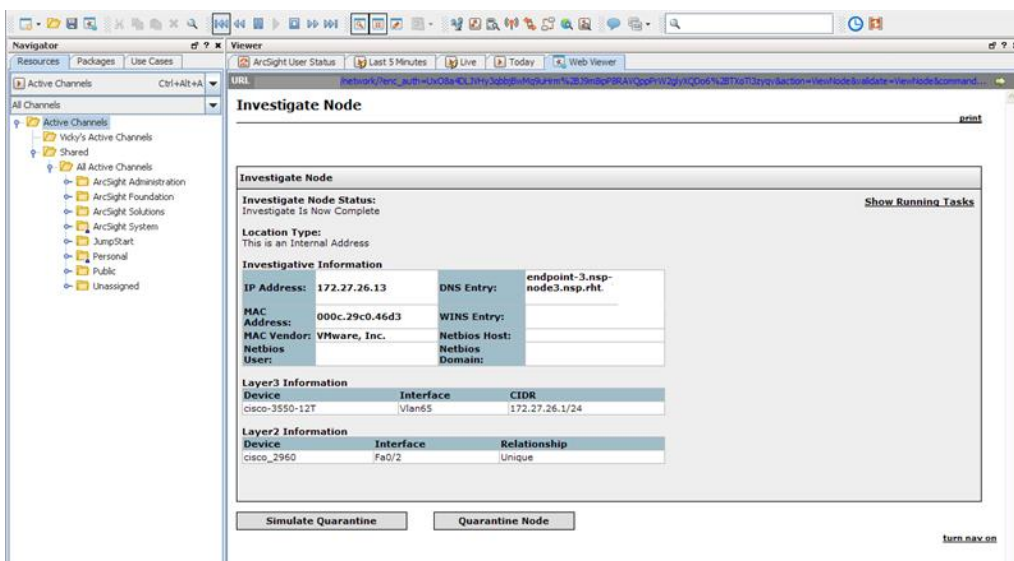 Navigator
Resources Packages Use Cases
Active Channels Ctrl+Alt+A
All Channels
Active Channels
Vicky's Active Channels
Shared
All Active Channels
ArcSight Administration
ArcSight Foundation
ArcSight Solutions
ArcSight System
JumpStart
Personal
Public
Unassigned
Viewer
ArcSight User Status Last 5 Minutes Live Today Web Viewer
URL
Investigate Node
print
Investigate Node
Investigate Node Status:
Investigate Is Now Complete
Show Running Tasks
Location Type:
This is an Internal Address
Investigative Information
IP Address: 172.27.26.13 DNS Entry: endpoint-3.nsp-
node3.nsp.rht.
MAC
Address: 000c.29c0.46d3 WINS Entry:
MAC Vendor: VMware, Inc. Netbios Host:
Netbios Netbios
User: Domain:
Layer3 Information
Device Interface CIDR
cisco-3550-12T Vlan65 172.27.26.1/24
Layer2 Information
Device Interface Relationship
cisco_2960 Fa0/2 Unique
Simulate Quarantine Quarantine Node
turn nav on